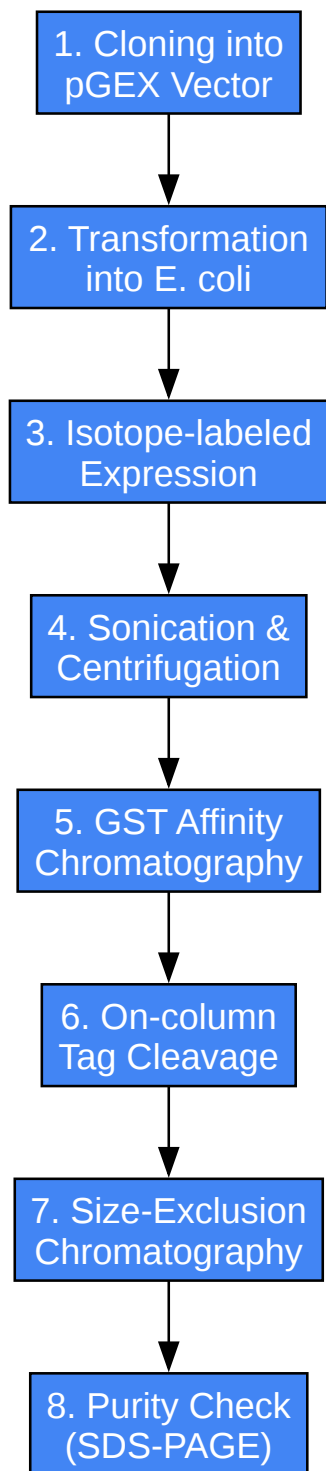 1. Cloning into
pGEX Vector
2. Transformation
into E. coli
3. Isotope-labeled
Expression
4. Sonication &
Centrifugation
5. GST Affinity
Chromatography
6. On-column
Tag Cleavage
7. Size-Exclusion
Chromatography
8. Purity Check
(SDS-PAGE)